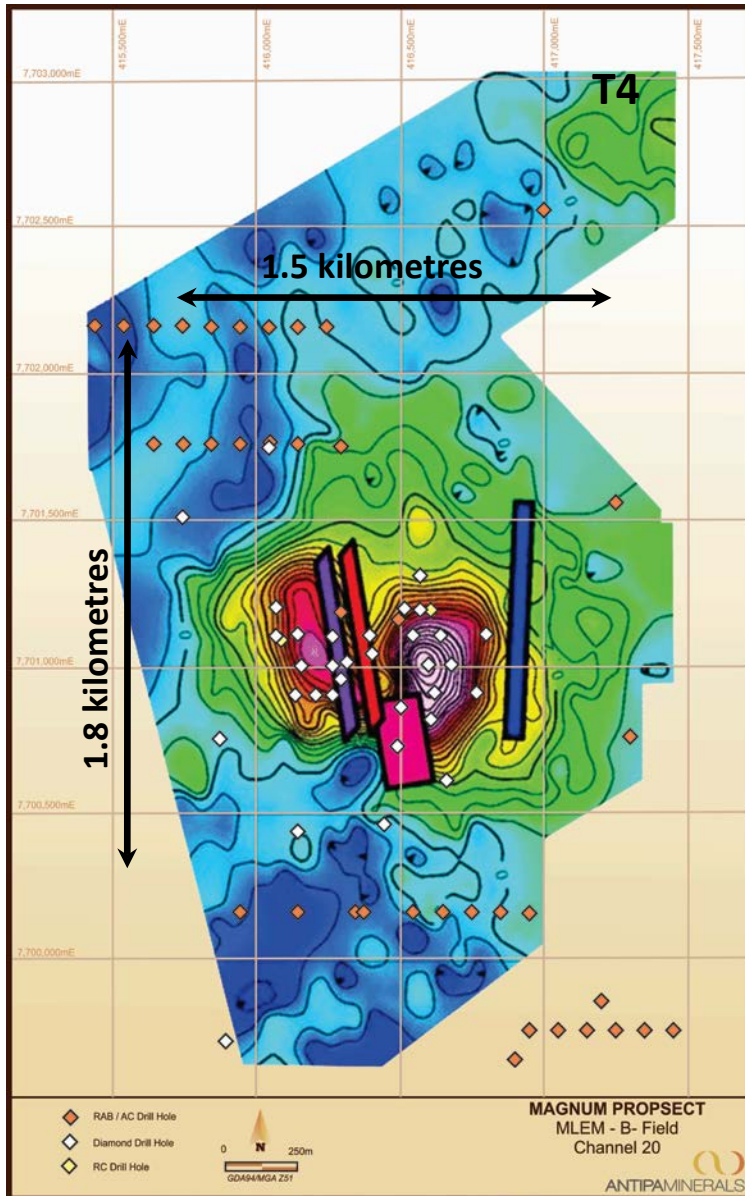 415,500mE
416,000mE
416,500mE
417,000mE
417,500mE
7,703,000mE
T4
7,702,500mE
1.5 kilometres
7,702,000mE
7,701,500mE
1.8 kilometres
7,701,000mE
7,700,500mE
7,700,000mE
RAB / AC Drill Hole
Diamond Drill Hole
RC Drill Hole
N
0 250m
GDA94/MGA Z51
MAGNUM PROPSECT
MLEM - B- Field
Channel 20
ANTIPAMINERALS